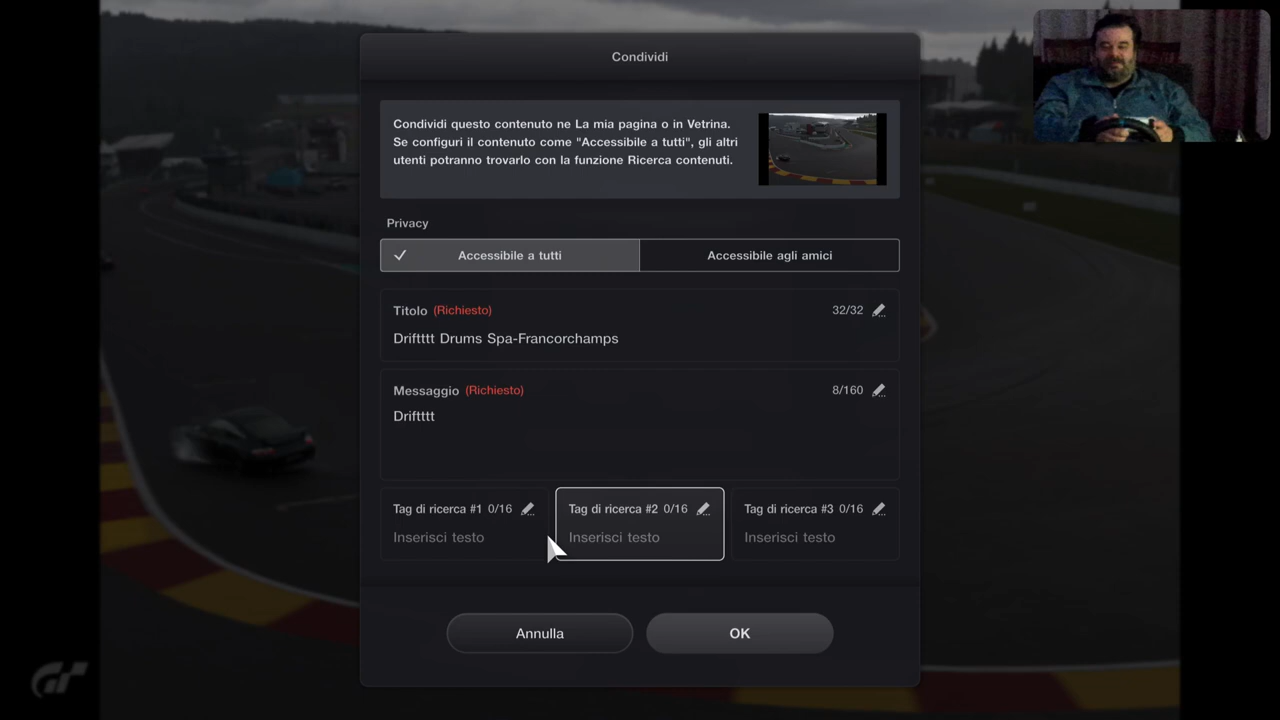 Condividi
Condividi questo contenuto ne La mia pagina o in Vetrina.
Se configuri il contenuto come "Accessibile a tutti", gli altri
utenti potranno trovarlo con la funzione Ricerca contenuti.
Privacy
Accessibile a tutti
Accessibile agli amici
Titolo (Richiesto) 32/32
Driftttt Drums Spa-Francorchamps
Messaggio (Richiesto) 8/160
Driftttt
Tag di ricerca #1 0/16
Inserisci testo
Tag di ricerca #2 0/16
Inserisci testo
Tag di ricerca #3 0/16
Inserisci testo
Annulla
OK